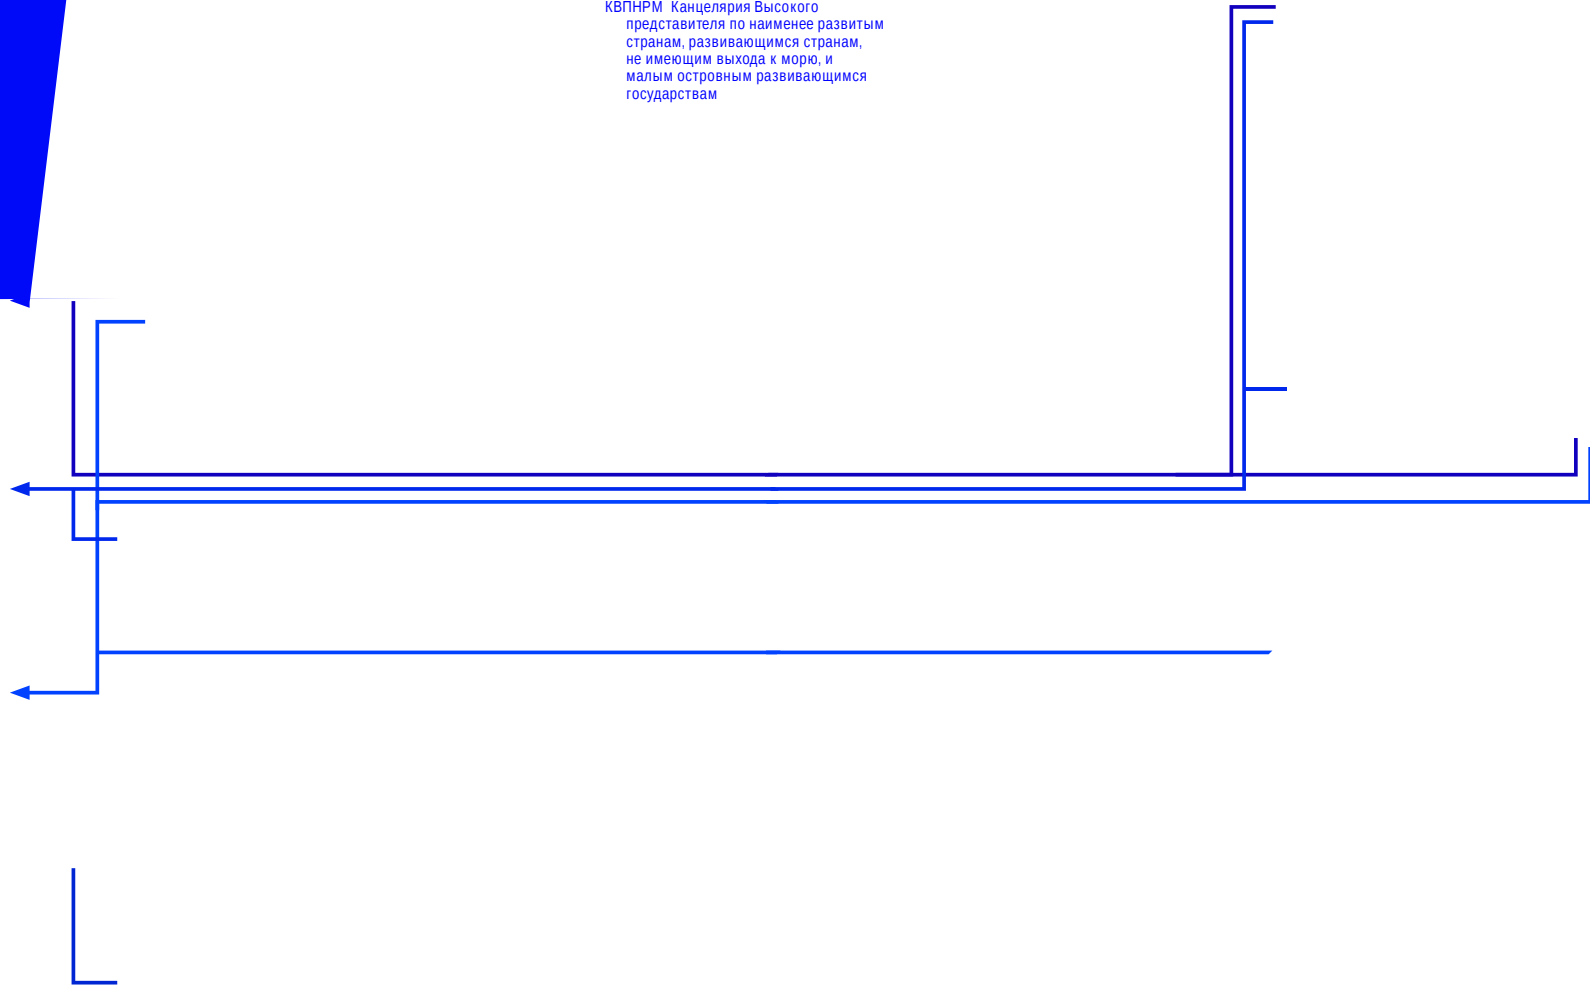 КВПНРМ Канцелярия Высокого
представителя по наименее развитым
странам, развивающимся странам,
не имеющим выхода к морю, и
малым островным развивающимся
государствам